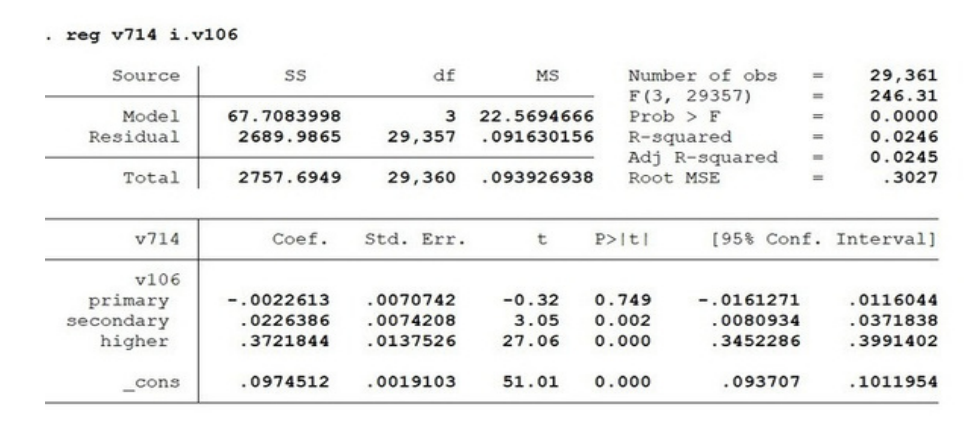 . reg v714 i.v106
Source SS df MS Number of obs = 29,361
F(3, 29357) = 246.31
Model 67.7083998 3 22.5694666 Prob > F = 0.0000
Residual 2689.9865 29,357 .091630156 R-squared = 0.0246
Adj R-squared = 0.0245
Total 2757.6949 29,360 .093926938 Root MSE = .3027
v714 Coef. Std. Err. t P>|t| [95% Conf. Interval]
v106
primary -.0022613 .0070742 -0.32 0.749 -.0161271 .0116044
secondary .0226386 .0074208 3.05 0.002 .0080934 .0371838
higher .3721844 .0137526 27.06 0.000 .3452286 .3991402
_cons .0974512 .0019103 51.01 0.000 .093707 .1011954